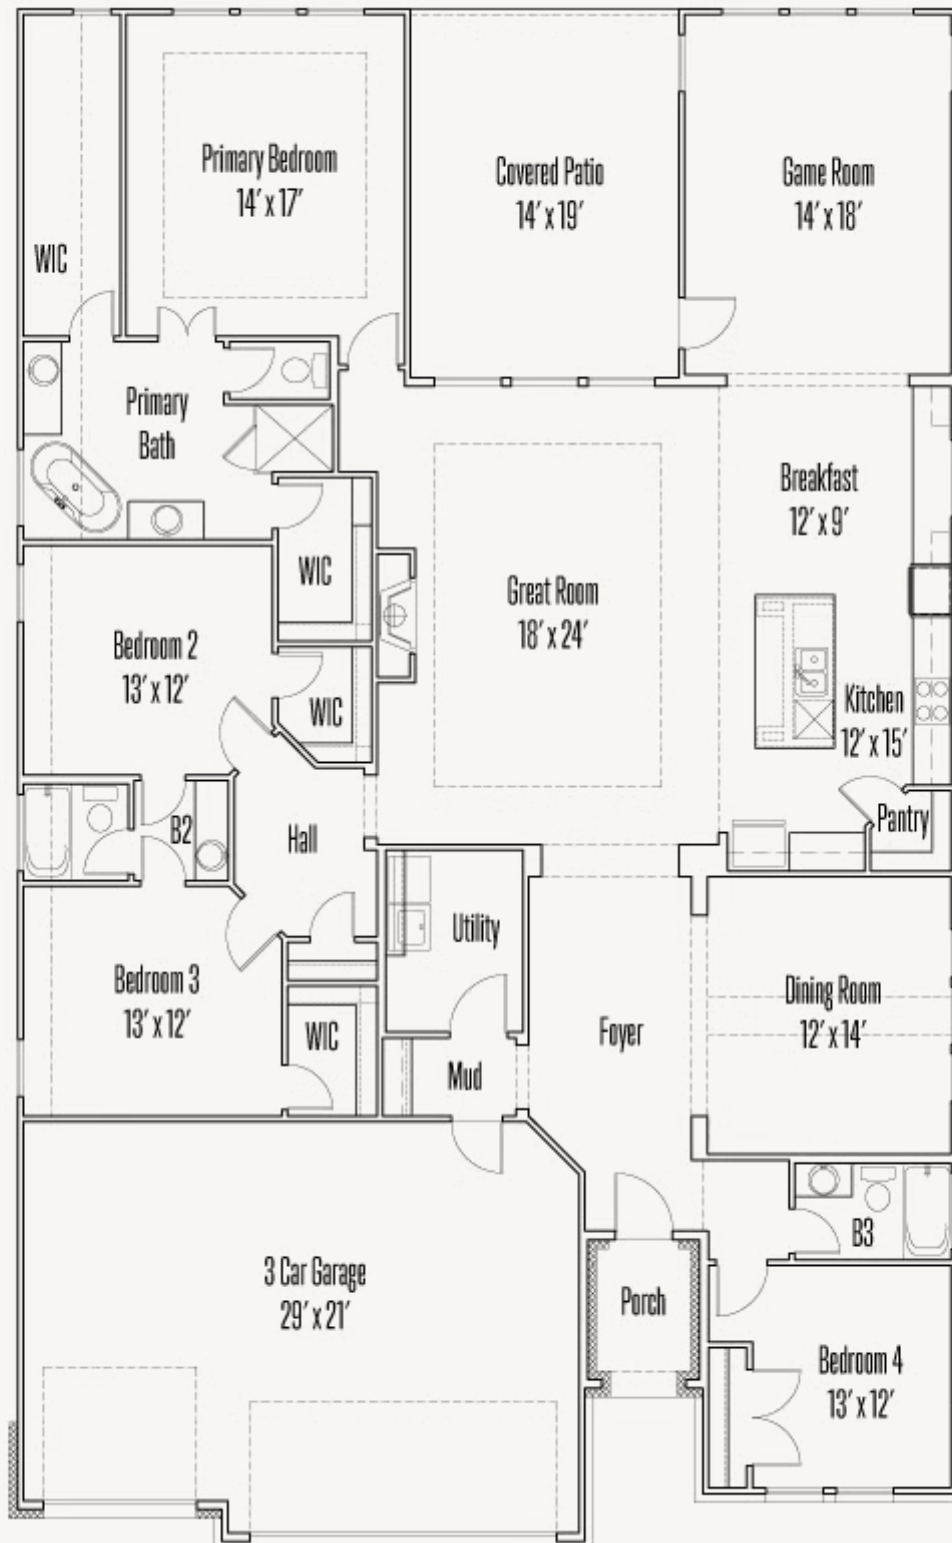 Primary Bedroom
14' x 17'
Covered Patio
14' x 19'
Game Room
14' x 18'
WIC
Primary
Bath
Breakfast
12' x 9'
WIC
Great Room
18' x 24'
Bedroom 2
13' x 12'
WIC
Kitchen
12' x 15'
Pantry
B2
Hall
Utility
Bedroom 3
13' x 12'
Dining Room
12' x 14'
WIC
Foyer
Mud
B3
3 Car Garage
29' x 21'
Porch
Bedroom 4
13' x 12'